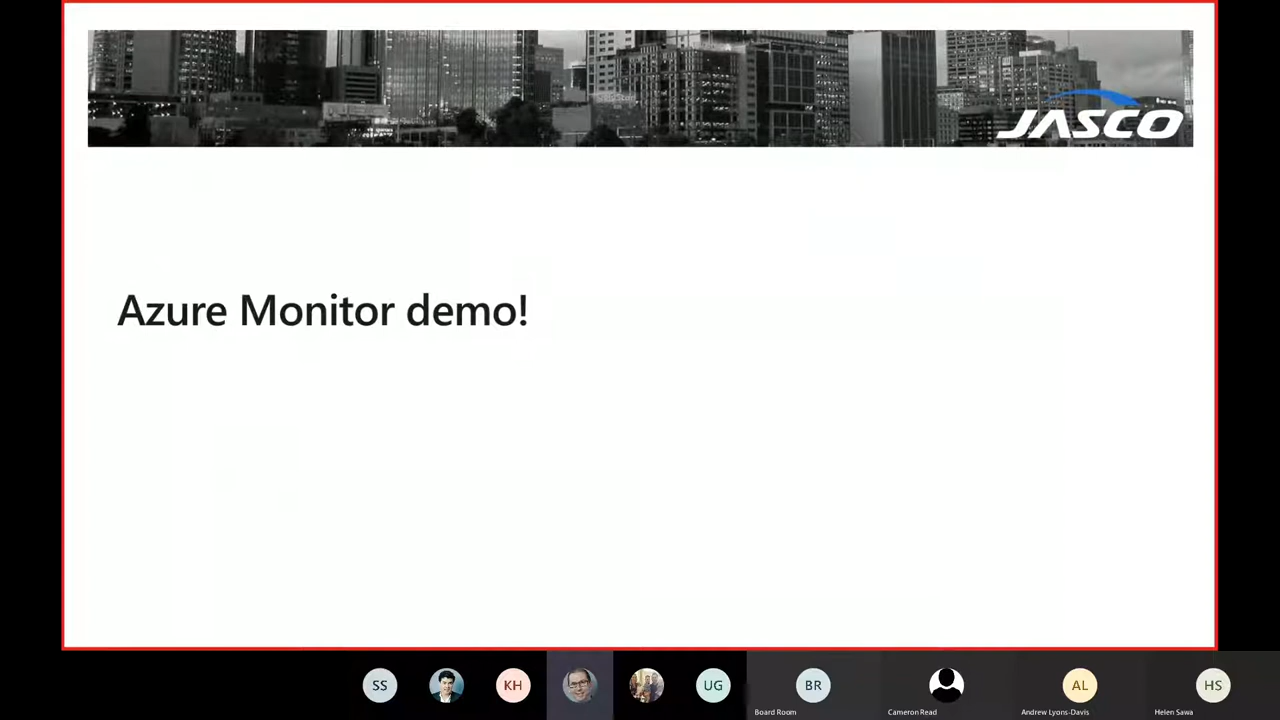 JASCO
Azure Monitor demo!
SS
KH
UG
BR
AL
HS
Board Room
Cameron Read
Andrew Lyons-Davis
Helen Sawa